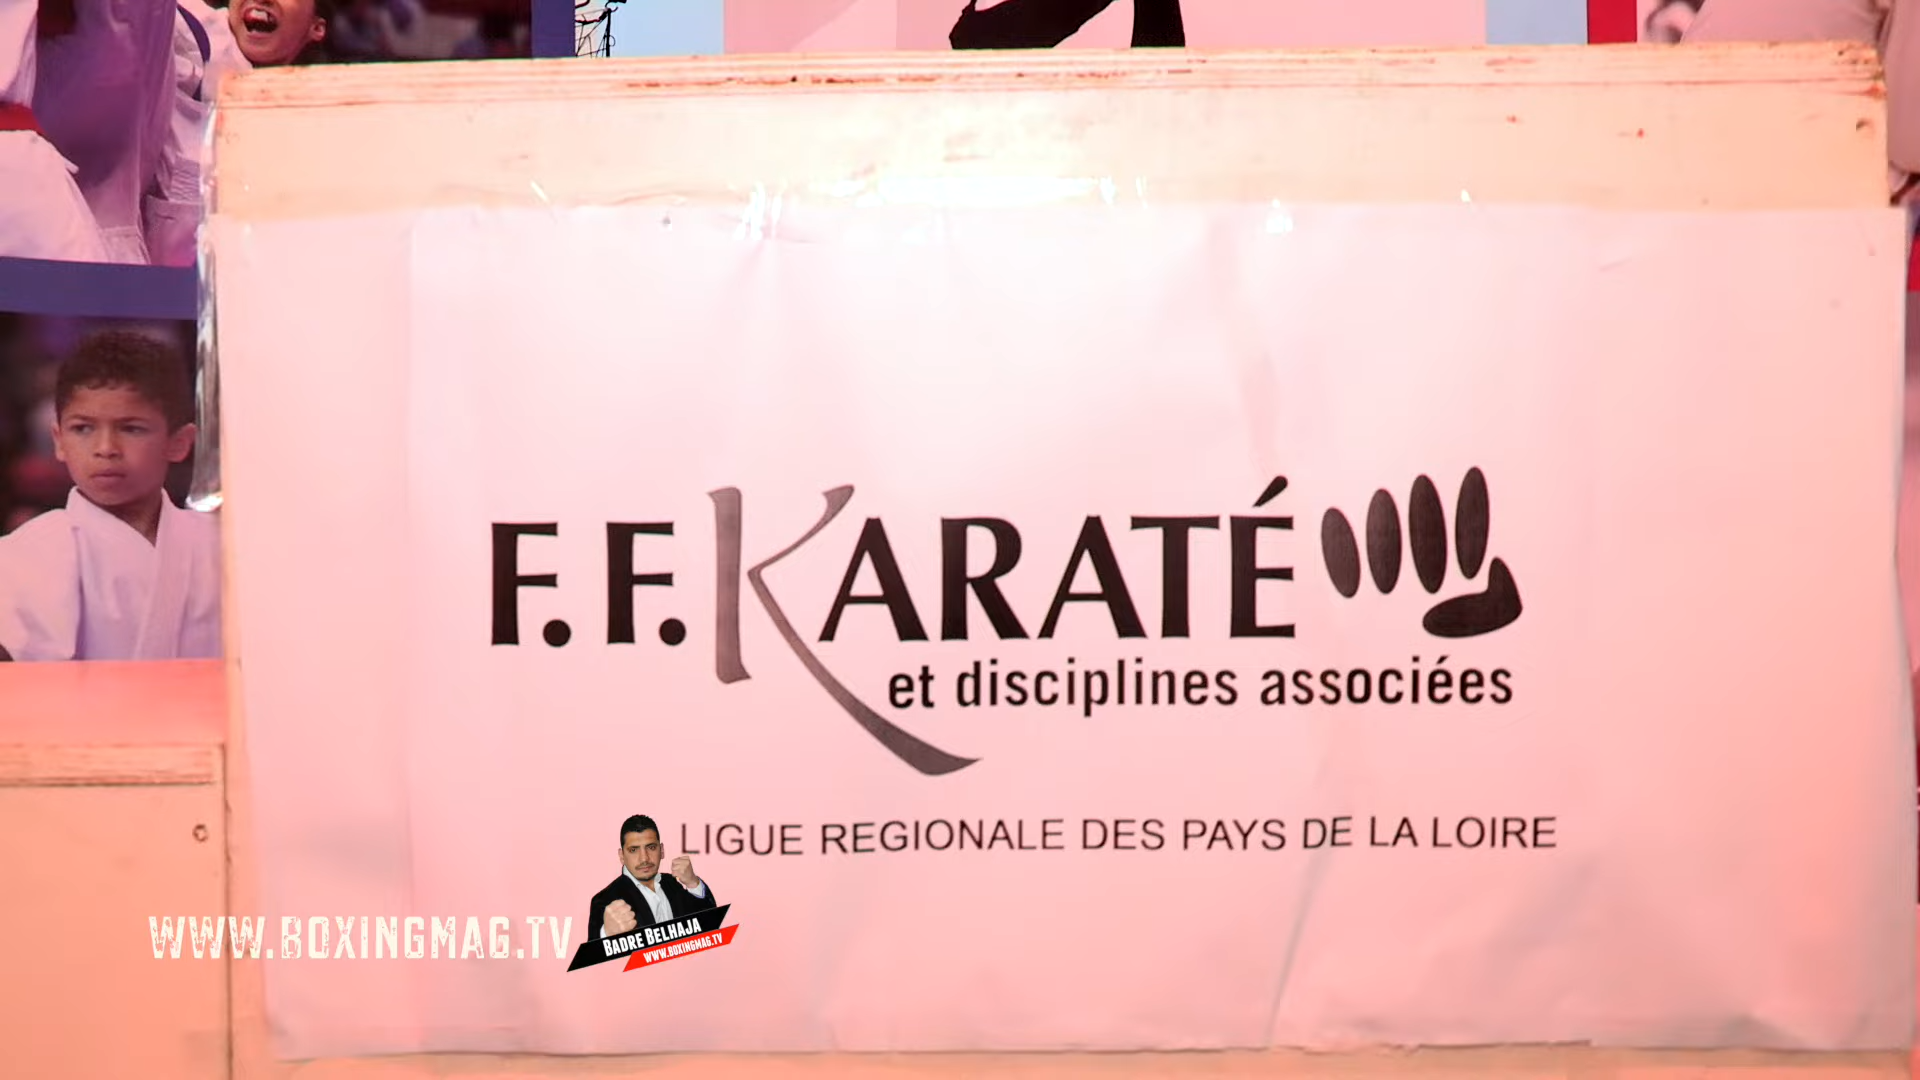 F.F.KARATÉ
et disciplines associées
LIGUE REGIONALE DES PAYS DE LA LOIRE
WWW.BOXINGMAG.TV
BADRE BELHAJA
WWW.BOXINGMAG.TV